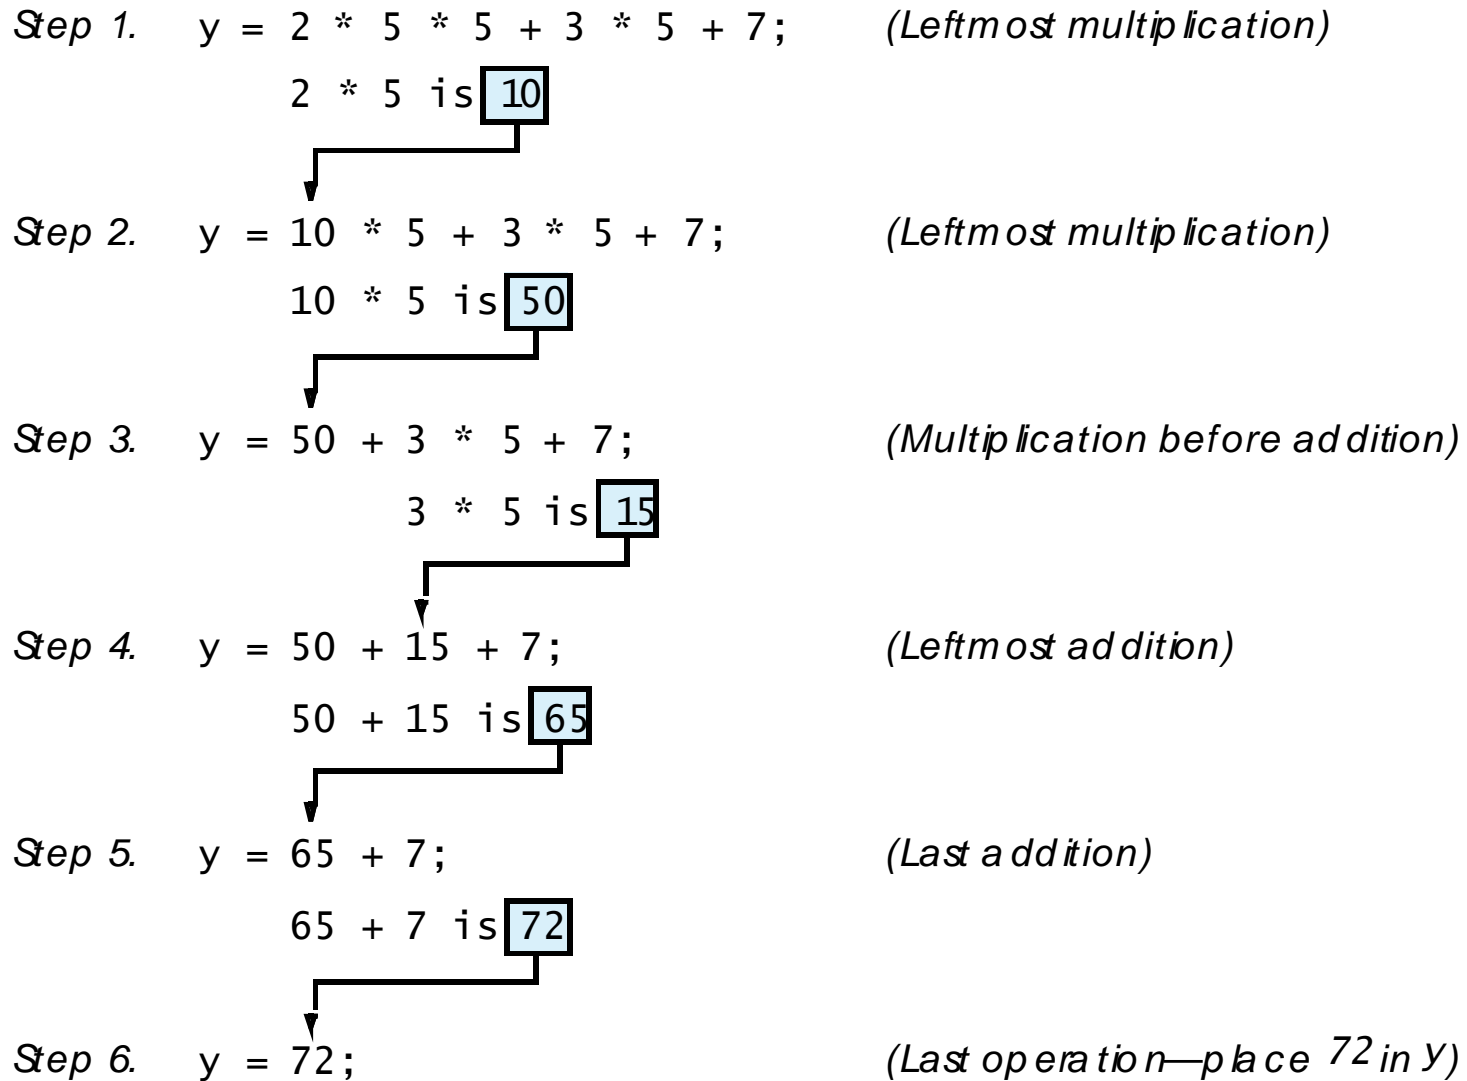 Step 1. y = 2 * 5 * 5 + 3 * 5 + 7; (Leftmost multiplication)
2 * 5 is 10
Step 2. y = 10 * 5 + 3 * 5 + 7; (Leftmost multiplication)
10 * 5 is 50
Step 3. y = 50 + 3 * 5 + 7; (Multiplication before addition)
3 * 5 is 15
Step 4. y = 50 + 15 + 7; (Leftmost addition)
50 + 15 is 65
Step 5. y = 65 + 7; (Last addition)
65 + 7 is 72
Step 6. y = 72; (Last operation—place 72 in y)